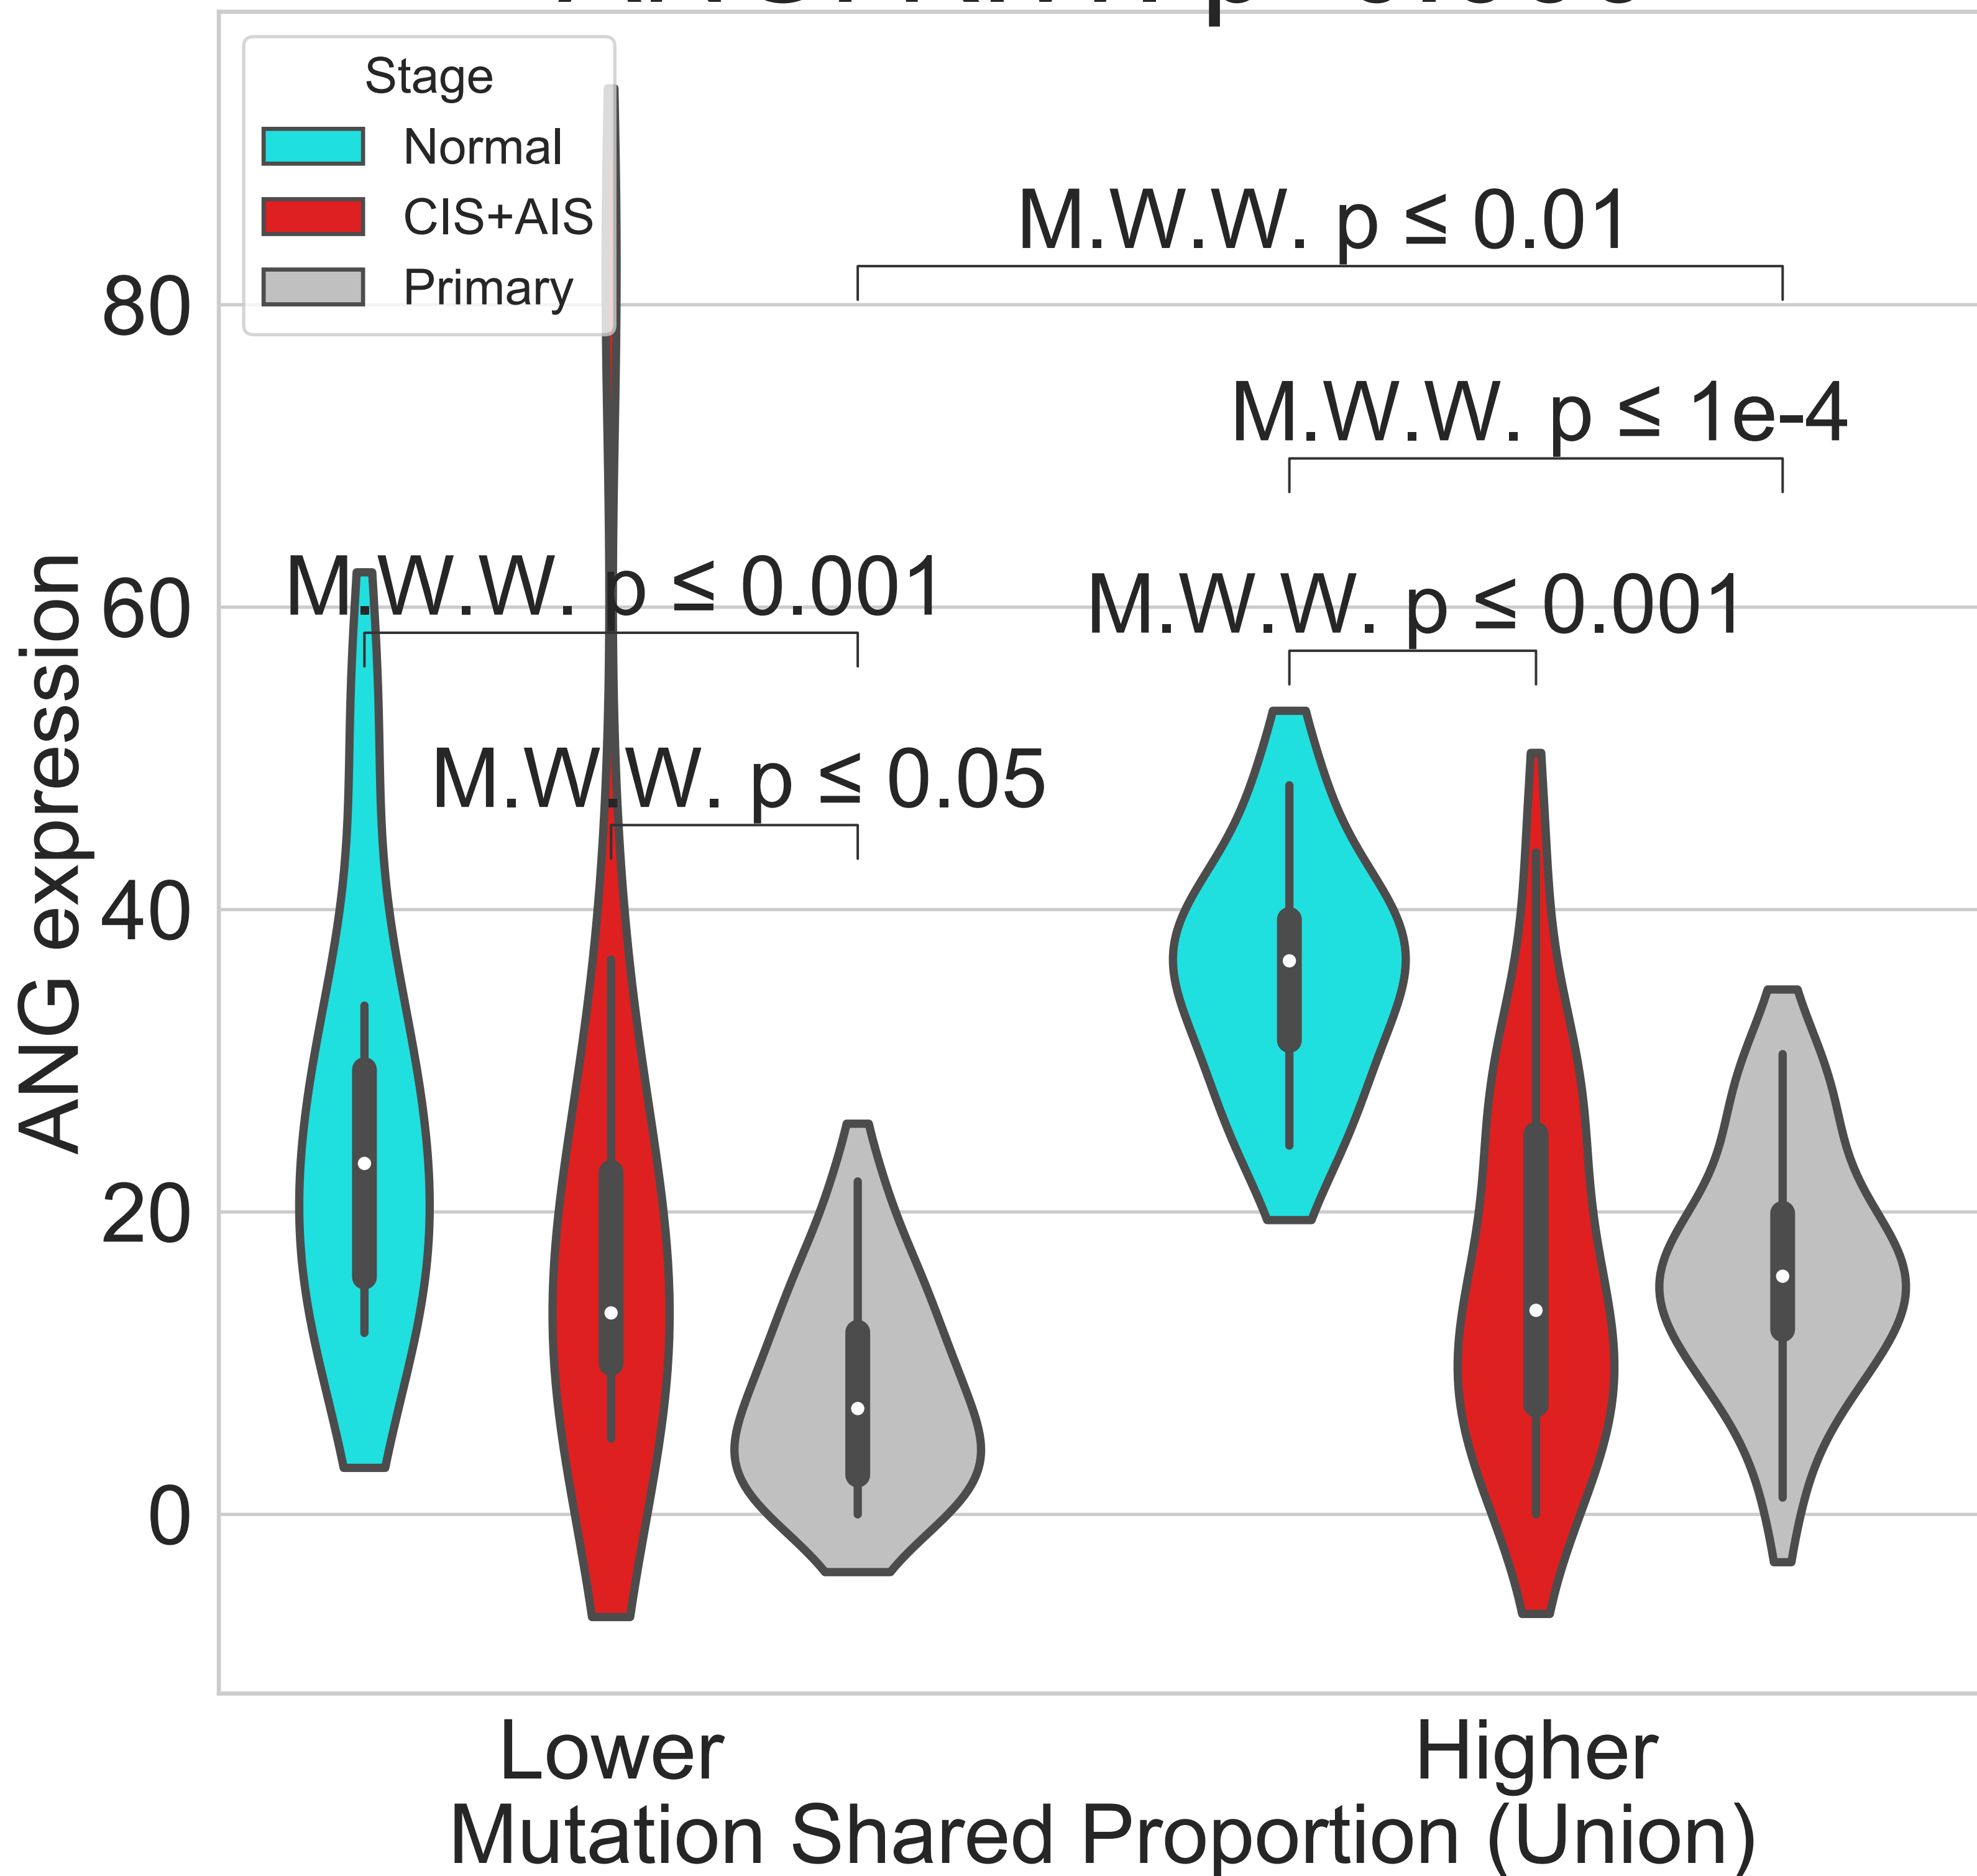 Stage
Normal
CIS+AIS
Primary
M.W.W. p ≤ 0.01
80
M.W.W. p ≤ 1e-4
M.W.W. p ≤ 0.001
M.W.W. p ≤ 0.001
60
M.W.W. p ≤ 0.05
40
20
0
ANG expression
Lower
Higher
Mutation Shared Proportion (Union)